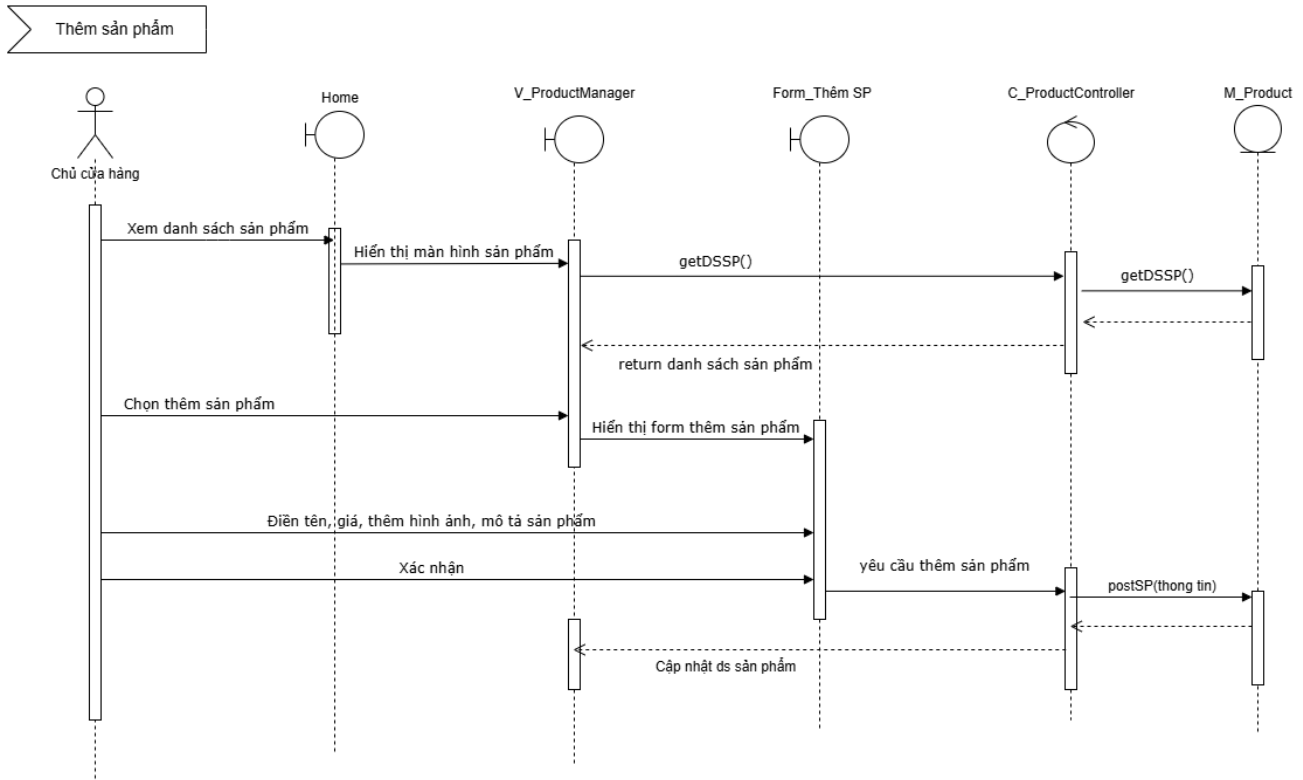 Thêm sản phẩm
Home
V_ProductManager
Form_Thêm SP
C_ProductController
M_Product
Chủ cửa hàng
Xem danh sách sản phẩm
Hiển thị màn hình sản phẩm
getDSSP()
getDSSP()
return danh sách sản phẩm
Chọn thêm sản phẩm
Hiển thị form thêm sản phẩm
Điền tên, giá, thêm hình ảnh, mô tả sản phẩm
Xác nhận
yêu cầu thêm sản phẩm
postSP(thong tin)
Cập nhật ds sản phẩm